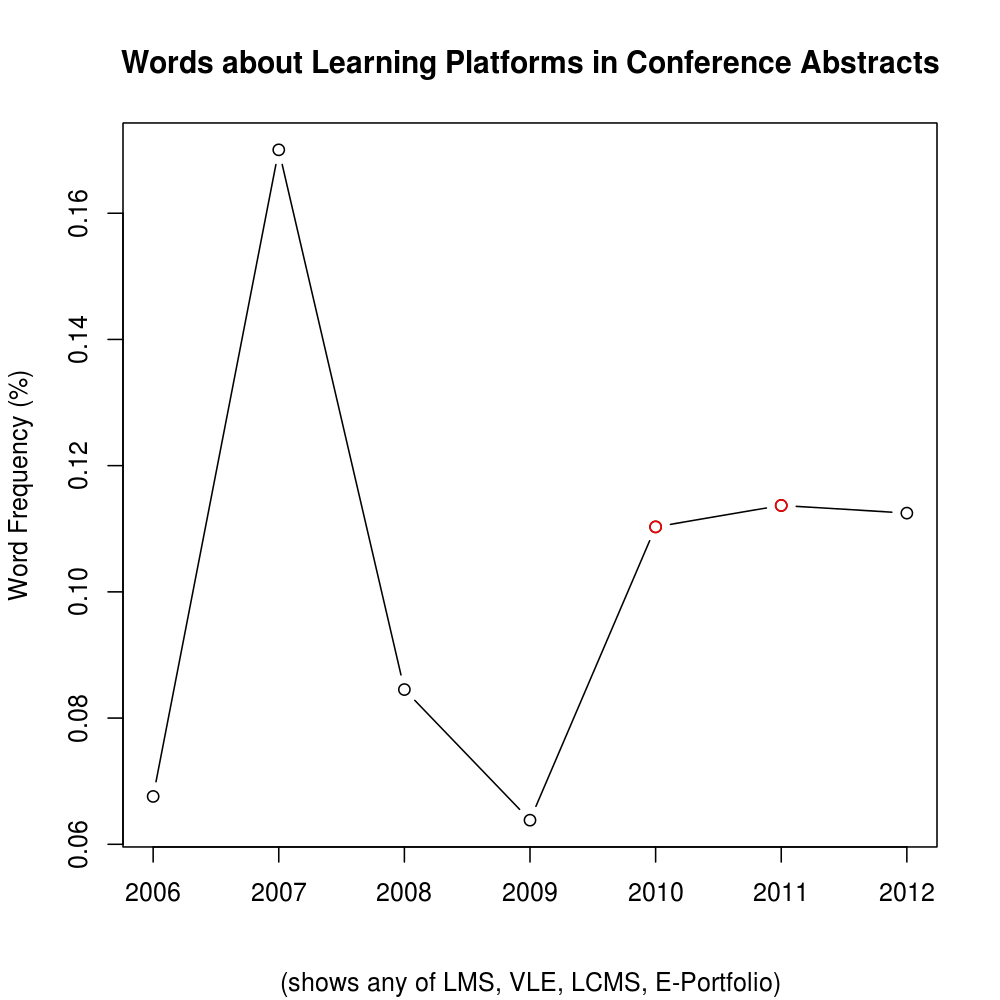 Words about Learning Platforms in Conference Abstracts
Word Frequency (%)
0.16
0.14
0.12
0.10
0.08
0.06
2006 2007 2008 2009 2010 2011 2012
(shows any of LMS, VLE, LCMS, E-Portfolio)